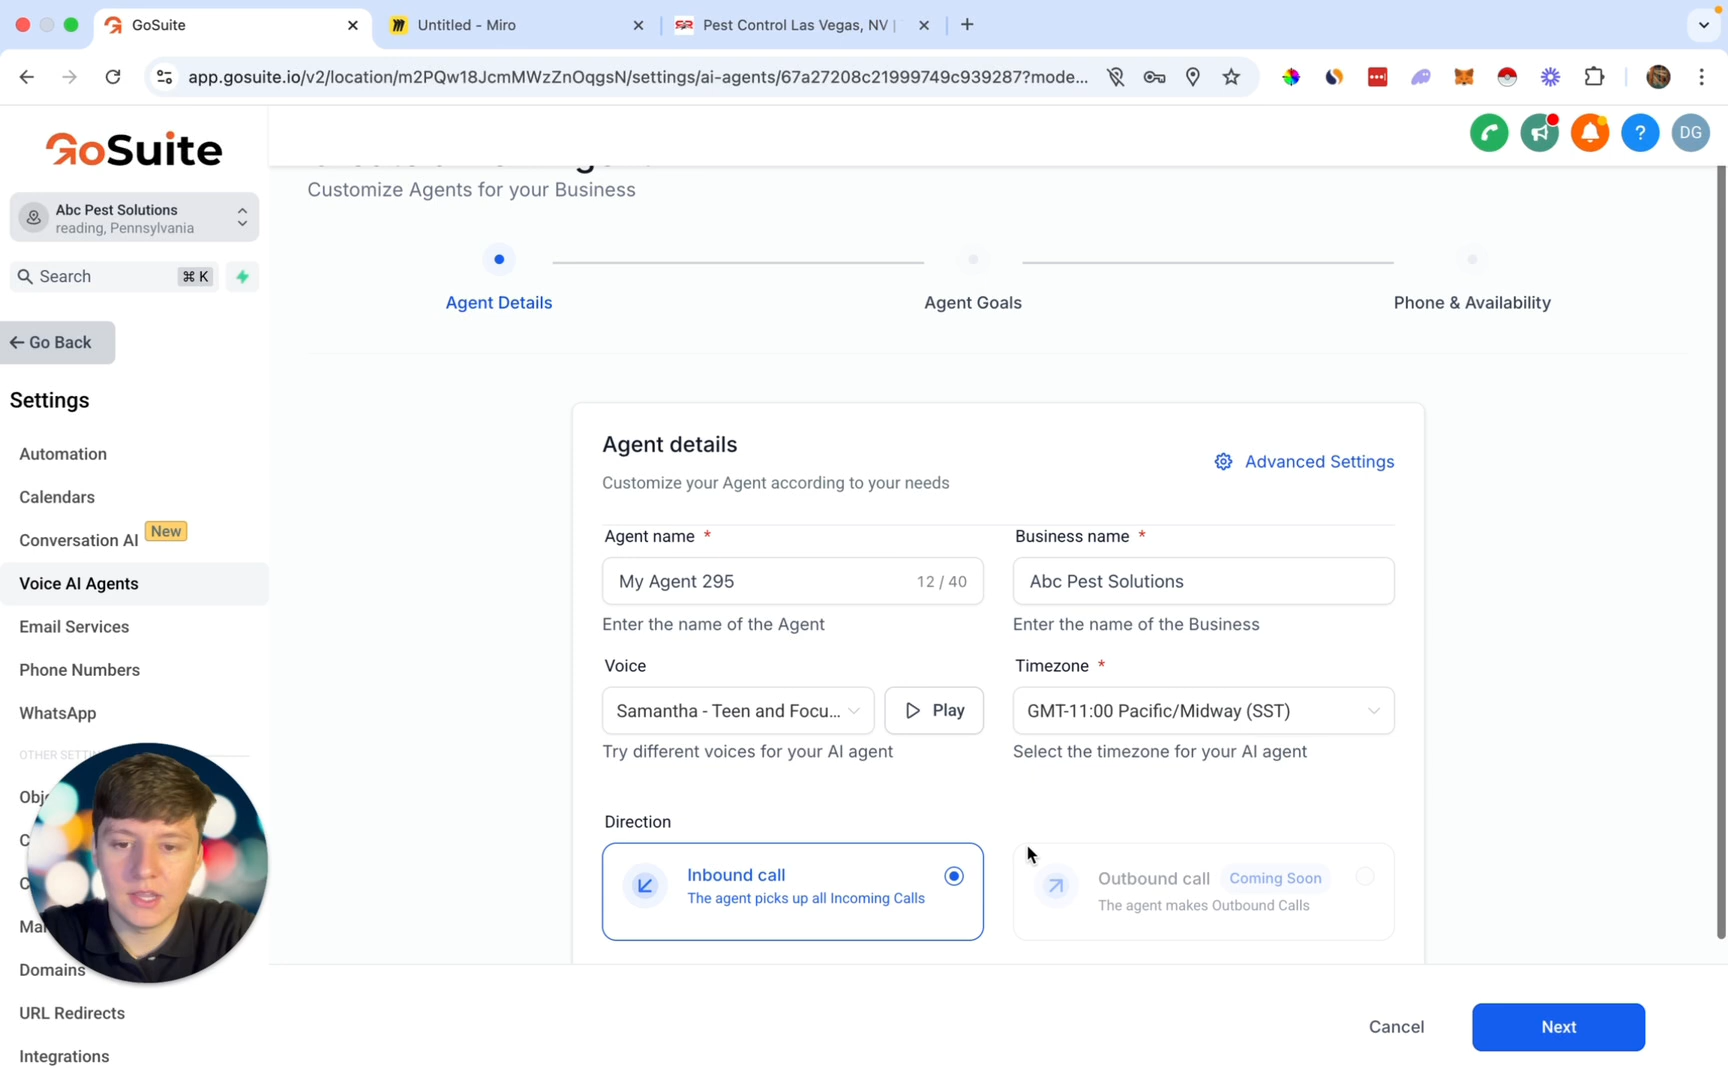 GoSuite
Untitled - Miro
Pest Control Las Vegas, NV |
app.gosuite.io/v2/location/m2PQw18JcmMWzZnOqgsN/settings/ai-agents/67a27208c21999749c939287?mode...
GoSuite
DG
Customize Agents for your Business
Abc Pest Solutions
reading, Pennsylvania
Search ⌘ K
Agent Details
Agent Goals
Phone & Availability
Go Back
Settings
Automation
Calendars
Conversation AI New
Voice AI Agents
Email Services
Phone Numbers
WhatsApp
Domains
URL Redirects
Integrations
Agent details
Advanced Settings
Customize your Agent according to your needs
Agent name *
Business name *
My Agent 295 12 / 40
Abc Pest Solutions
Enter the name of the Agent
Enter the name of the Business
Voice
Timezone *
Samantha - Teen and Focu...
Play
GMT-11:00 Pacific/Midway (SST)
Try different voices for your AI agent
Select the timezone for your AI agent
Direction
Inbound call
The agent picks up all Incoming Calls
Outbound call Coming Soon
The agent makes Outbound Calls
Cancel
Next